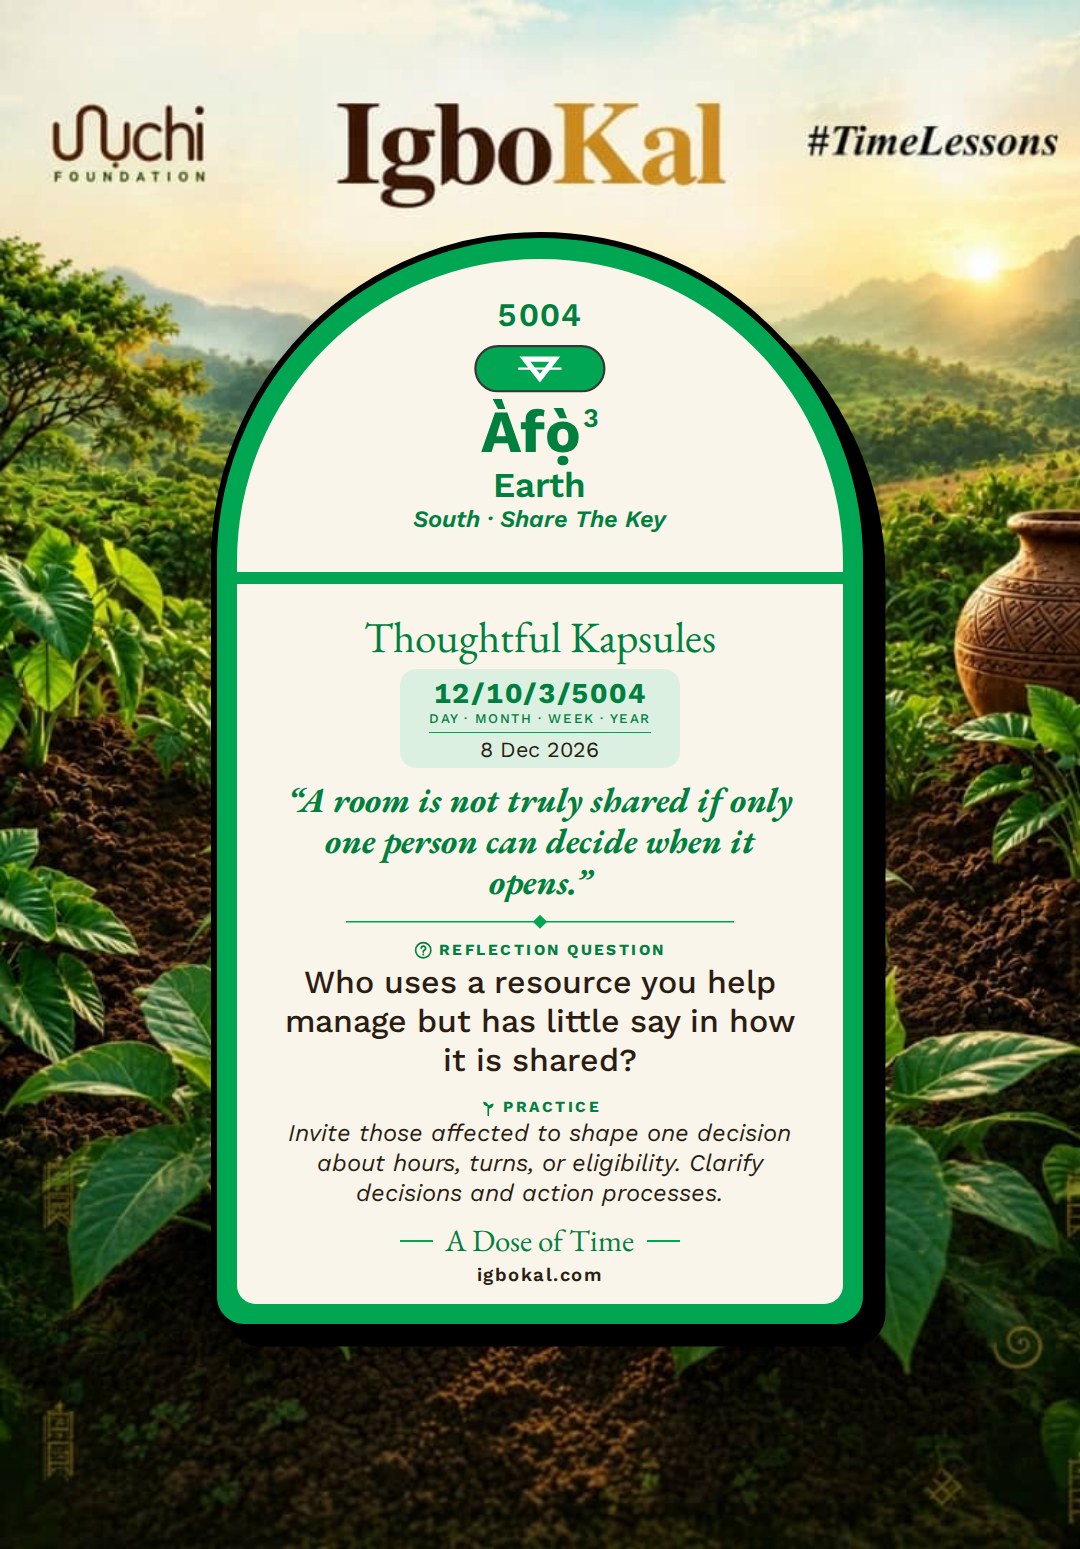 Uụchi
FOUNDATION
IgboKal
#TimeLessons
5004
Àfọ̀³
Earth
South · Share The Key
Thoughtful Kapsules
12/10/3/5004
DAY · MONTH · WEEK · YEAR
8 Dec 2026
“A room is not truly shared if only
one person can decide when it
opens.”
REFLECTION QUESTION
Who uses a resource you help
manage but has little say in how
it is shared?
PRACTICE
Invite those affected to shape one decision
about hours, turns, or eligibility. Clarify
decisions and action processes.
A Dose of Time
igbokal.com